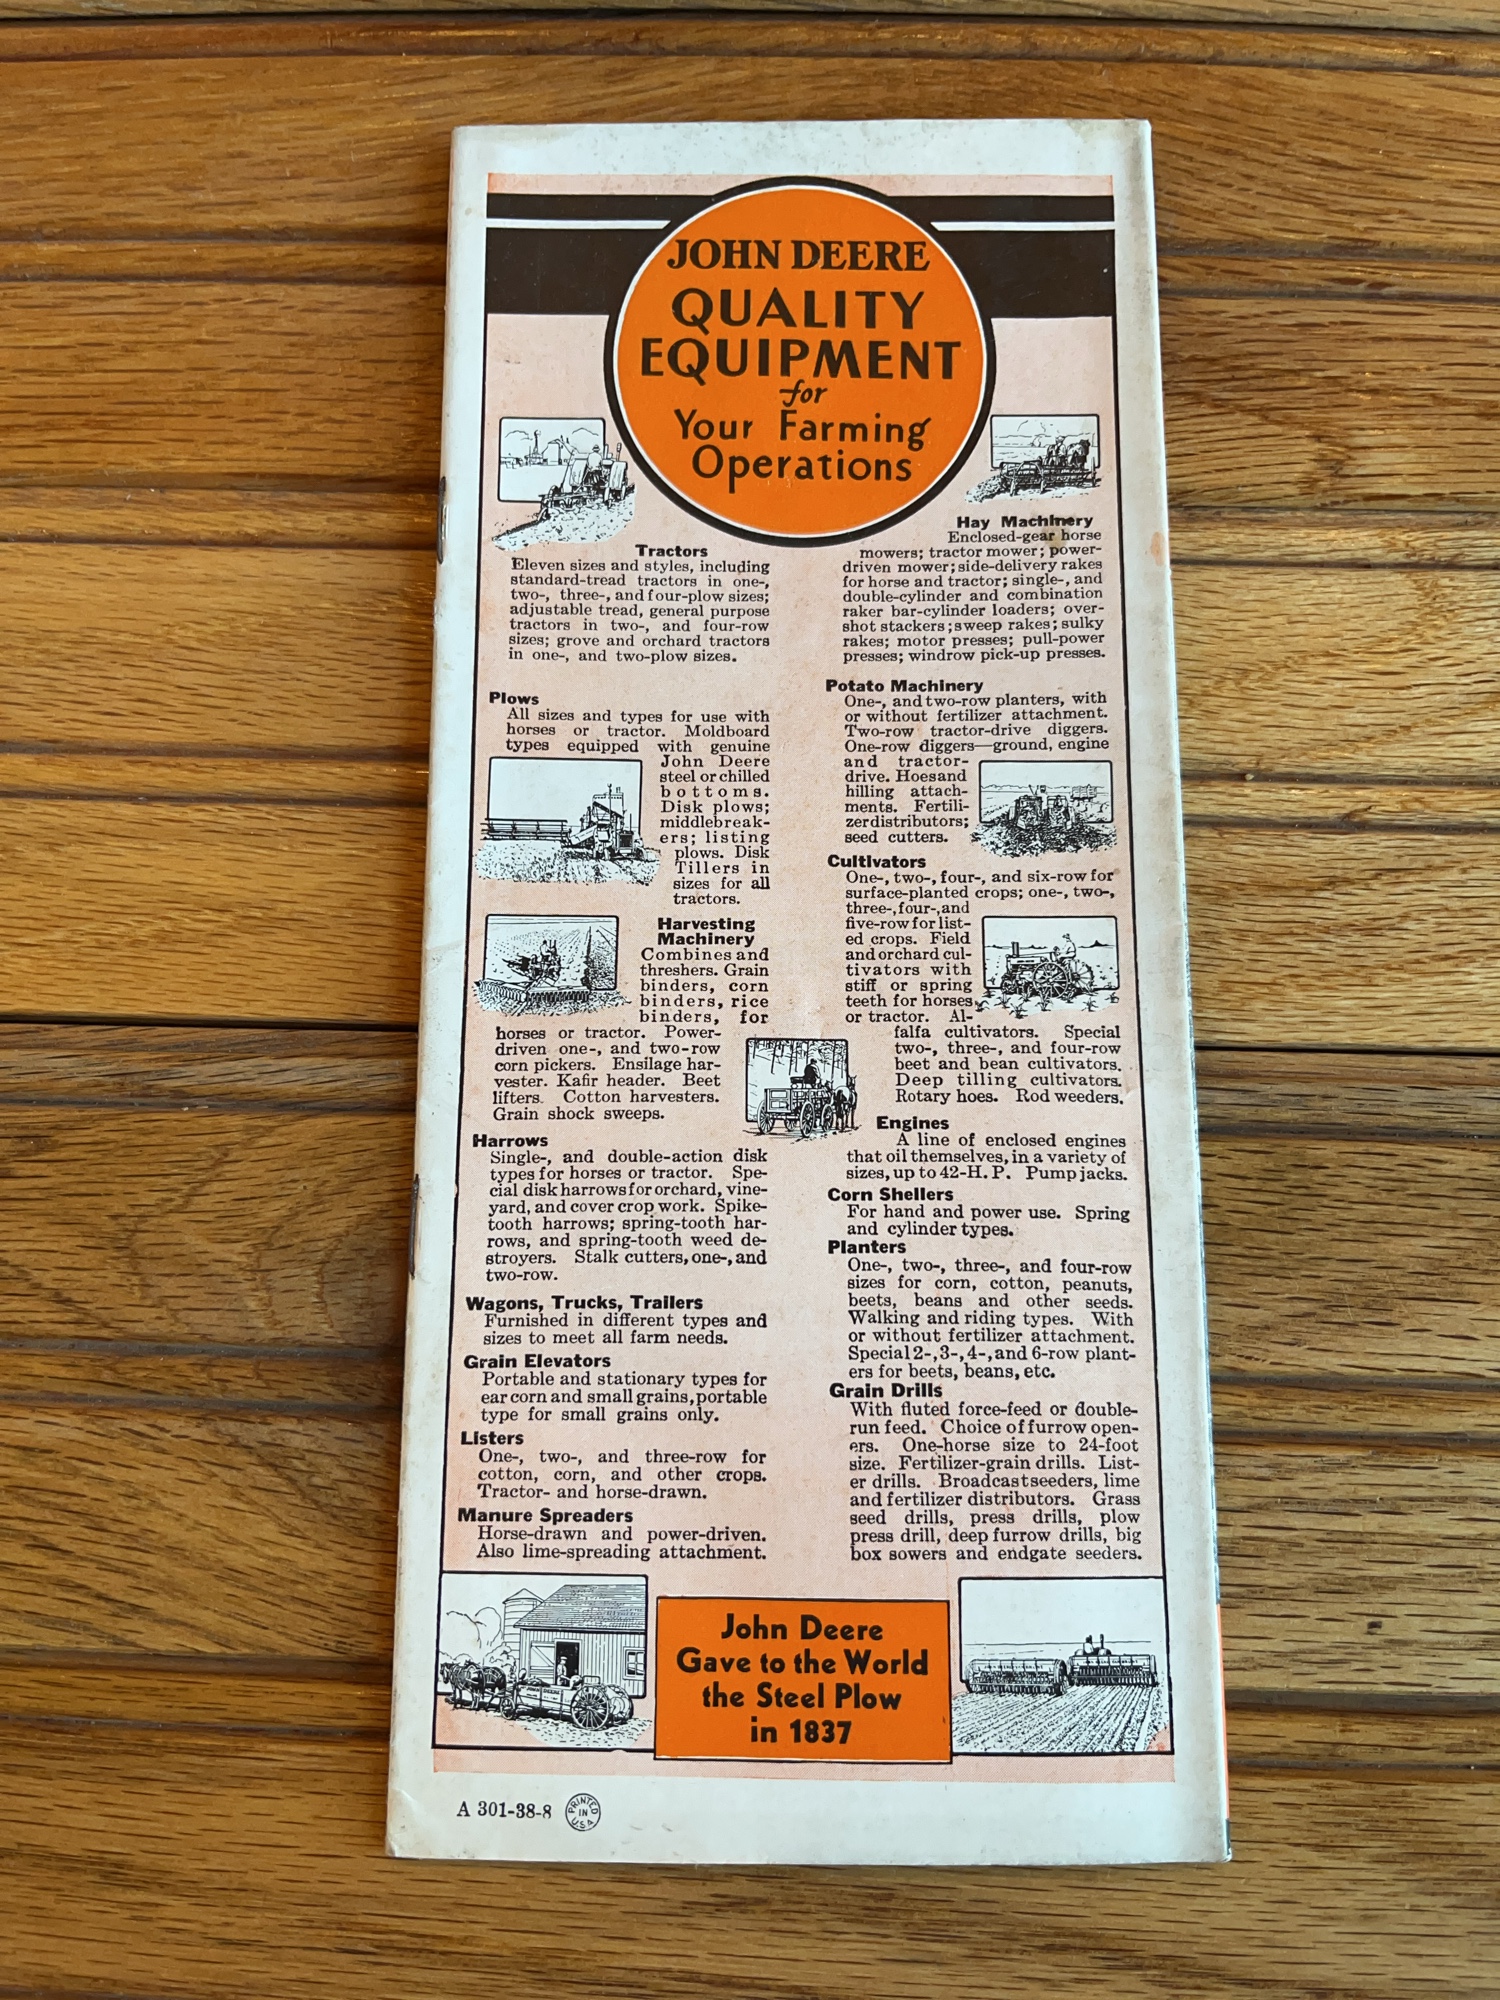 JOHN DEERE
QUALITY
EQUIPMENT
for
Your Farming
Operations
Tractors
Eleven sizes and styles, including
standard-tread tractors in one-,
two-, three-, and four-plow sizes;
adjustable tread, general purpose
tractors in two-, and four-row
sizes; grove and orchard tractors
in one-, and two-plow sizes.
Plows
All sizes and types for use with
horses or tractor. Moldboard
types equipped with genuine
John Deere
steel or chilled
bottoms.
Disk plows;
middlebreak-
ers; listing
plows. Disk
Tillers in
sizes for all
tractors.
Harvesting
Machinery
Combines and
threshers. Grain
binders, corn
binders, rice
binders, for
horses or tractor. Power-
driven one-, and two-row
corn pickers. Ensilage har-
vester. Kafir header. Beet
lifters. Cotton harvesters.
Grain shock sweeps.
Harrows
Single-, and double-action disk
types for horses or tractor. Spe-
cial disk harrows for orchard, vine-
yard, and cover crop work. Spike-
tooth harrows; spring-tooth har-
rows, and spring-tooth weed de-
stroyers. Stalk cutters, one-, and
two-row.
Wagons, Trucks, Trailers
Furnished in different types and
sizes to meet all farm needs.
Grain Elevators
Portable and stationary types for
ear corn and small grains, portable
type for small grains only.
Listers
One-, two-, and three-row for
cotton, corn, and other crops.
Tractor- and horse-drawn.
Manure Spreaders
Horse-drawn and power-driven.
Also lime-spreading attachment.
Hay Machinery
Enclosed-gear horse
mowers; tractor mower; power-
driven mower; side-delivery rakes
for horse and tractor; single-, and
double-cylinder and combination
raker bar-cylinder loaders; over-
shot stackers; sweep rakes; sulky
rakes; motor presses; pull-power
presses; windrow pick-up presses.
Potato Machinery
One-, and two-row planters, with
or without fertilizer attachment.
Two-row tractor-drive diggers.
One-row diggers—ground, engine
and tractor-
drive. Hoes and
hilling attach-
ments. Fertili-
zer distributors;
seed cutters.
Cultivators
One-, two-, four-, and six-row for
surface-planted crops; one-, two-,
three-, four-, and
five-row for list-
ed crops. Field
and orchard cul-
tivators with
stiff or spring
teeth for horses
or tractor. Al-
falfa cultivators. Special
two-, three-, and four-row
beet and bean cultivators.
Deep tilling cultivators.
Rotary hoes. Rod weeders.
Engines
A line of enclosed engines
that oil themselves, in a variety of
sizes, up to 42-H. P. Pump jacks.
Corn Shellers
For hand and power use. Spring
and cylinder types.
Planters
One-, two-, three-, and four-row
sizes for corn, cotton, peanuts,
beets, beans and other seeds.
Walking and riding types. With
or without fertilizer attachment.
Special 2-, 3-, 4-, and 6-row plant-
ers for beets, beans, etc.
Grain Drills
With fluted force-feed or double-
run feed. Choice of furrow open-
ers. One-horse size to 24-foot
size. Fertilizer-grain drills. List-
er drills. Broadcast seeders, lime
and fertilizer distributors. Grass
seed drills, press drills, plow
press drill, deep furrow drills, big
box sowers and endgate seeders.
John Deere
Gave to the World
the Steel Plow
in 1837
A 301-38-8
PRINTED
IN
U.S.A.